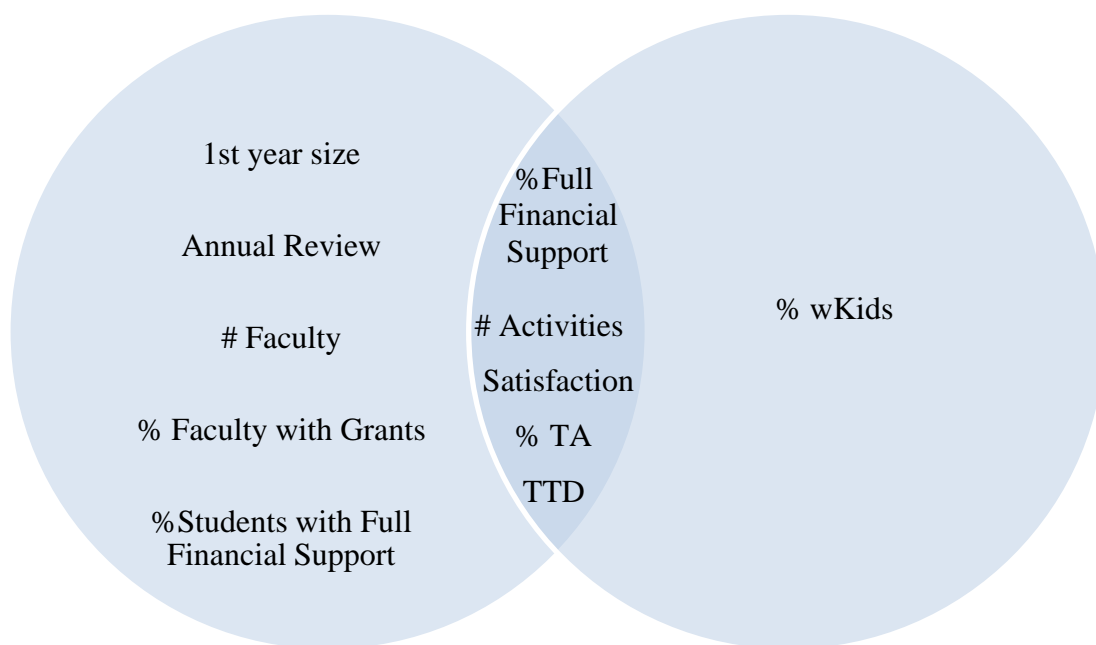 1st year size
Annual Review
# Faculty
% Faculty with Grants
%Students with Full
Financial Support
%Full
Financial
Support
# Activities
Satisfaction
% TA
TTD
% wKids